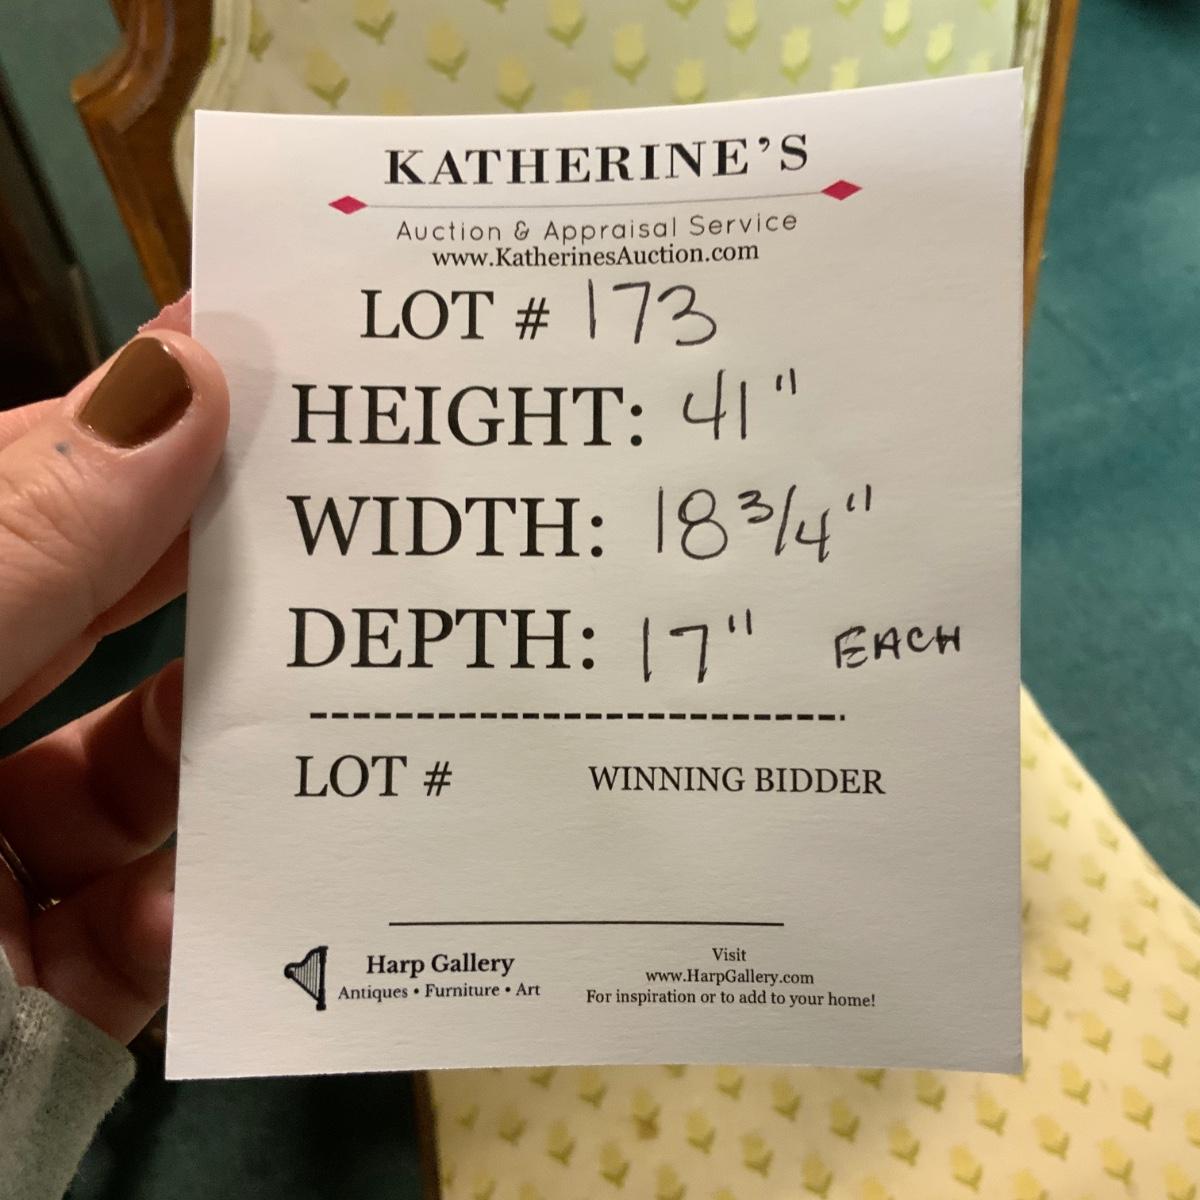 KATHERINE'S
Auction & Appraisal Service
www.KatherinesAuction.com
LOT # 173
HEIGHT: 41"
WIDTH: 18 3/4"
DEPTH: 17" EACH
LOT # WINNING BIDDER
Harp Gallery
Antiques • Furniture • Art
Visit
www.HarpGallery.com
For inspiration or to add to your home!